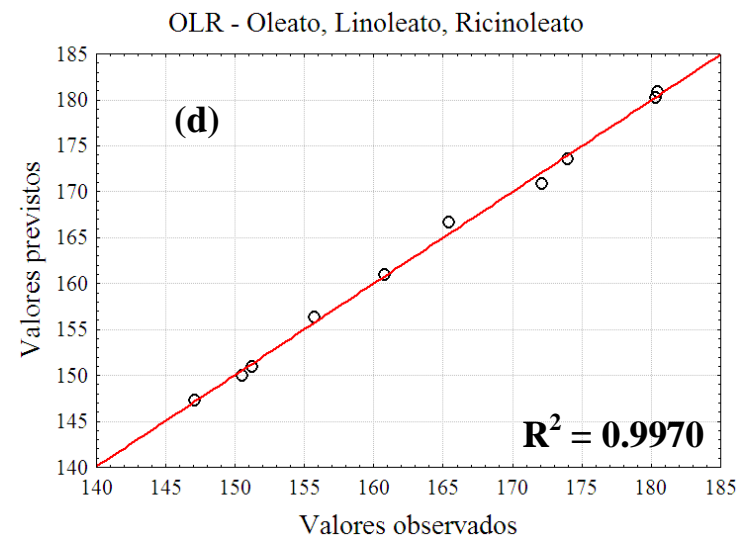 OLR - Oleato, Linoleato, Ricinoleato
185
180
175
170
165
160
155
150
145
140
(d)
Valores previstos
R² = 0.9970
140 145 150 155 160 165 170 175 180 185
Valores observados